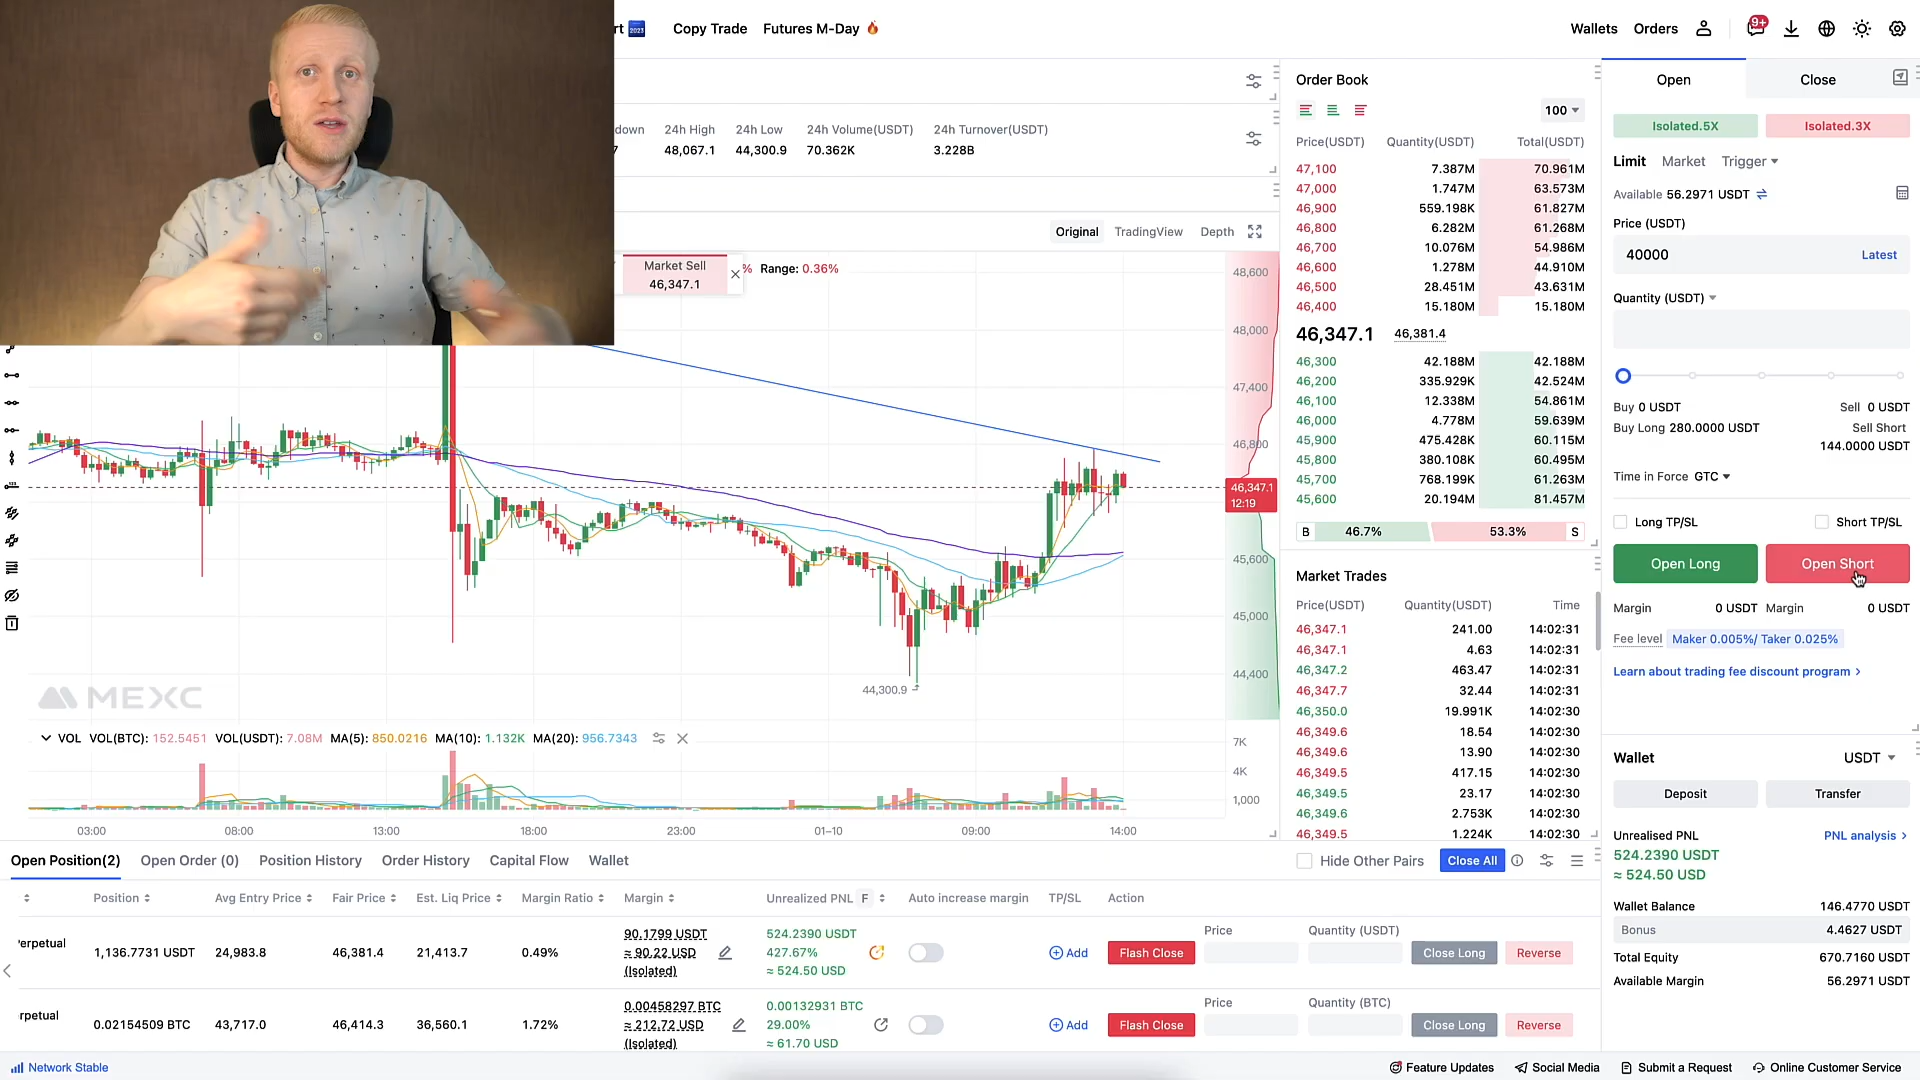 rt 2023 Copy Trade Futures M-Day
Wallets Orders 9+
down 24h High 24h Low 24h Volume(USDT) 24h Turnover(USDT)
7 48,067.1 44,300.9 70.362K 3.228B
Original TradingView Depth
Market Sell
46,347.1
% Range: 0.36%
48,600
48,000
47,400
46,800
46,347.1
12:19
45,600
45,000
44,400
44,300.9
MEXC
VOL VOL(BTC): 152.5451 VOL(USDT): 7.08M MA(5): 850.0216 MA(10): 1.132K MA(20): 956.7343
7K
4K
1,000
03:00 08:00 13:00 18:00 23:00 01-10 09:00 14:00
Order Book
100
Price(USDT) Quantity(USDT) Total(USDT)
47,100 7.387M 70.961M
47,000 1.747M 63.573M
46,900 559.198K 61.827M
46,800 6.282M 61.268M
46,700 10.076M 54.986M
46,600 1.278M 44.910M
46,500 28.451M 43.631M
46,400 15.180M 15.180M
46,347.1 46,381.4
46,300 42.188M 42.188M
46,200 335.929K 42.524M
46,100 12.338M 54.861M
46,000 4.778M 59.639M
45,900 475.428K 60.115M
45,800 380.108K 60.495M
45,700 768.199K 61.263M
45,600 20.194M 81.457M
B 46.7% 53.3% S
Market Trades
Price(USDT) Quantity(USDT) Time
46,347.1 241.00 14:02:31
46,347.1 4.63 14:02:31
46,347.2 463.47 14:02:31
46,347.7 32.44 14:02:31
46,350.0 19.991K 14:02:30
46,349.6 18.54 14:02:30
46,349.6 13.90 14:02:30
46,349.5 417.15 14:02:30
46,349.5 23.17 14:02:30
46,349.6 2.753K 14:02:30
46,349.5 1.224K 14:02:30
Open Close
Isolated.5X Isolated.3X
Limit Market Trigger
Available 56.2971 USDT
Price (USDT)
40000 Latest
Quantity (USDT)
Buy 0 USDT Sell 0 USDT
Buy Long 280.0000 USDT Sell Short
144.0000 USDT
Time in Force GTC
Long TP/SL Short TP/SL
Open Long Open Short
Margin 0 USDT Margin 0 USDT
Fee level Maker 0.005%/ Taker 0.025%
Learn about trading fee discount program >
Wallet USDT
Deposit Transfer
Unrealised PNL PNL analysis >
524.2390 USDT
≈ 524.50 USD
Wallet Balance 146.4770 USDT
Bonus 4.4627 USDT
Total Equity 670.7160 USDT
Available Margin 56.2971 USDT
Open Position(2) Open Order (0) Position History Order History Capital Flow Wallet
Hide Other Pairs Close All
Position Avg Entry Price Fair Price Est. Liq Price Margin Ratio Margin Unrealized PNL F Auto increase margin TP/SL Action
erpetual 1,136.7731 USDT 24,983.8 46,381.4 21,413.7 0.49%
90.1799 USDT
≈ 90.22 USD
(Isolated)
524.2390 USDT
427.67%
≈ 524.50 USD
Add Flash Close
Price Quantity (USDT)
Close Long Reverse
rpetual 0.02154509 BTC 43,717.0 46,414.3 36,560.1 1.72%
0.00458297 BTC
≈ 212.72 USD
(Isolated)
0.00132931 BTC
29.00%
≈ 61.70 USD
Add Flash Close
Price Quantity (BTC)
Close Long Reverse
Network Stable
Feature Updates Social Media Submit a Request Online Customer Service